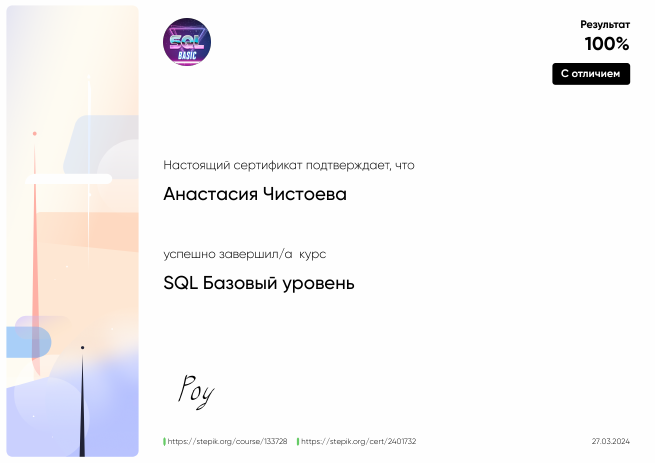 SQL
BASIC
Результат
100%
С отличием
Настоящий сертификат подтверждает, что
Анастасия Чистоева
успешно завершил/а курс
SQL Базовый уровень
Роу
https://stepik.org/course/133728 https://stepik.org/cert/2401732
27.03.2024